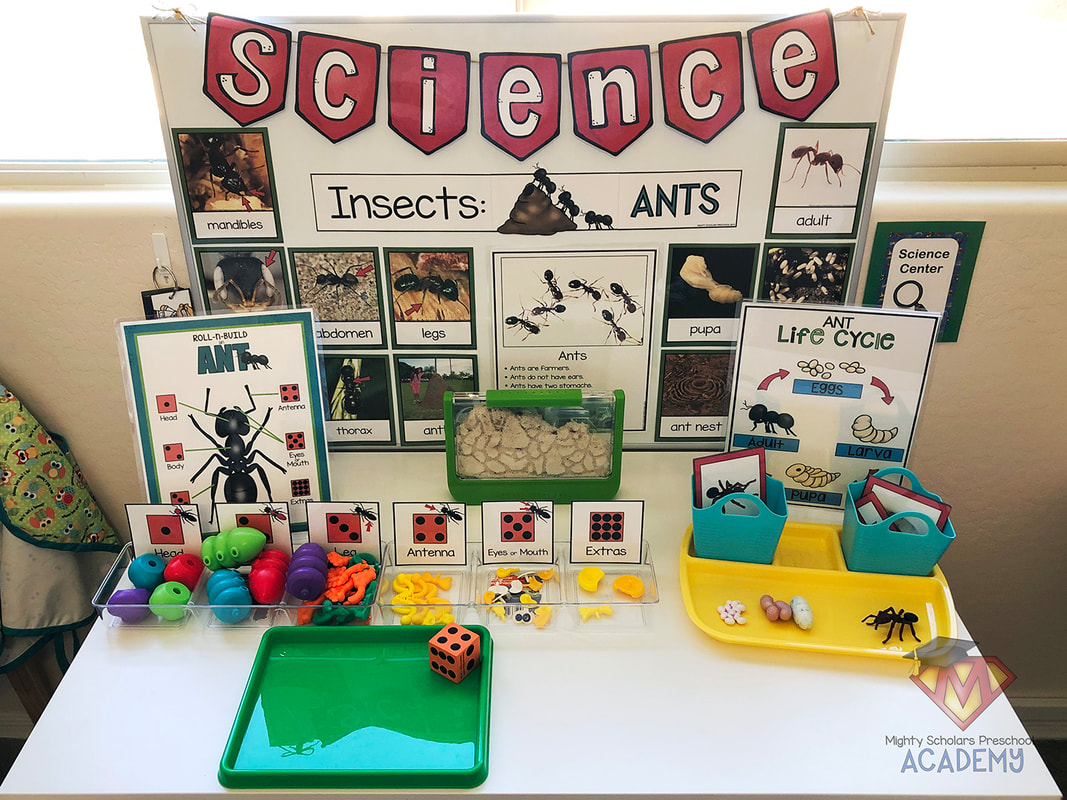 Science
Insects: ANTS
mandibles
adult
Science
Center
abdomen
legs
pupa
Ants
• Ants are farmers.
• Ants do not have ears.
• Ants have two stomachs.
thorax
ant nest
ROLL-N-BUILD
ANT
Head
Antenna
Body
Eyes
or
Mouth
Extras
ANT
Life Cycle
Eggs
Adult
Larva
Pupa
Head
Leg
Antenna
Eyes or Mouth
Extras
M
Mighty Scholars Preschool
ACADEMY